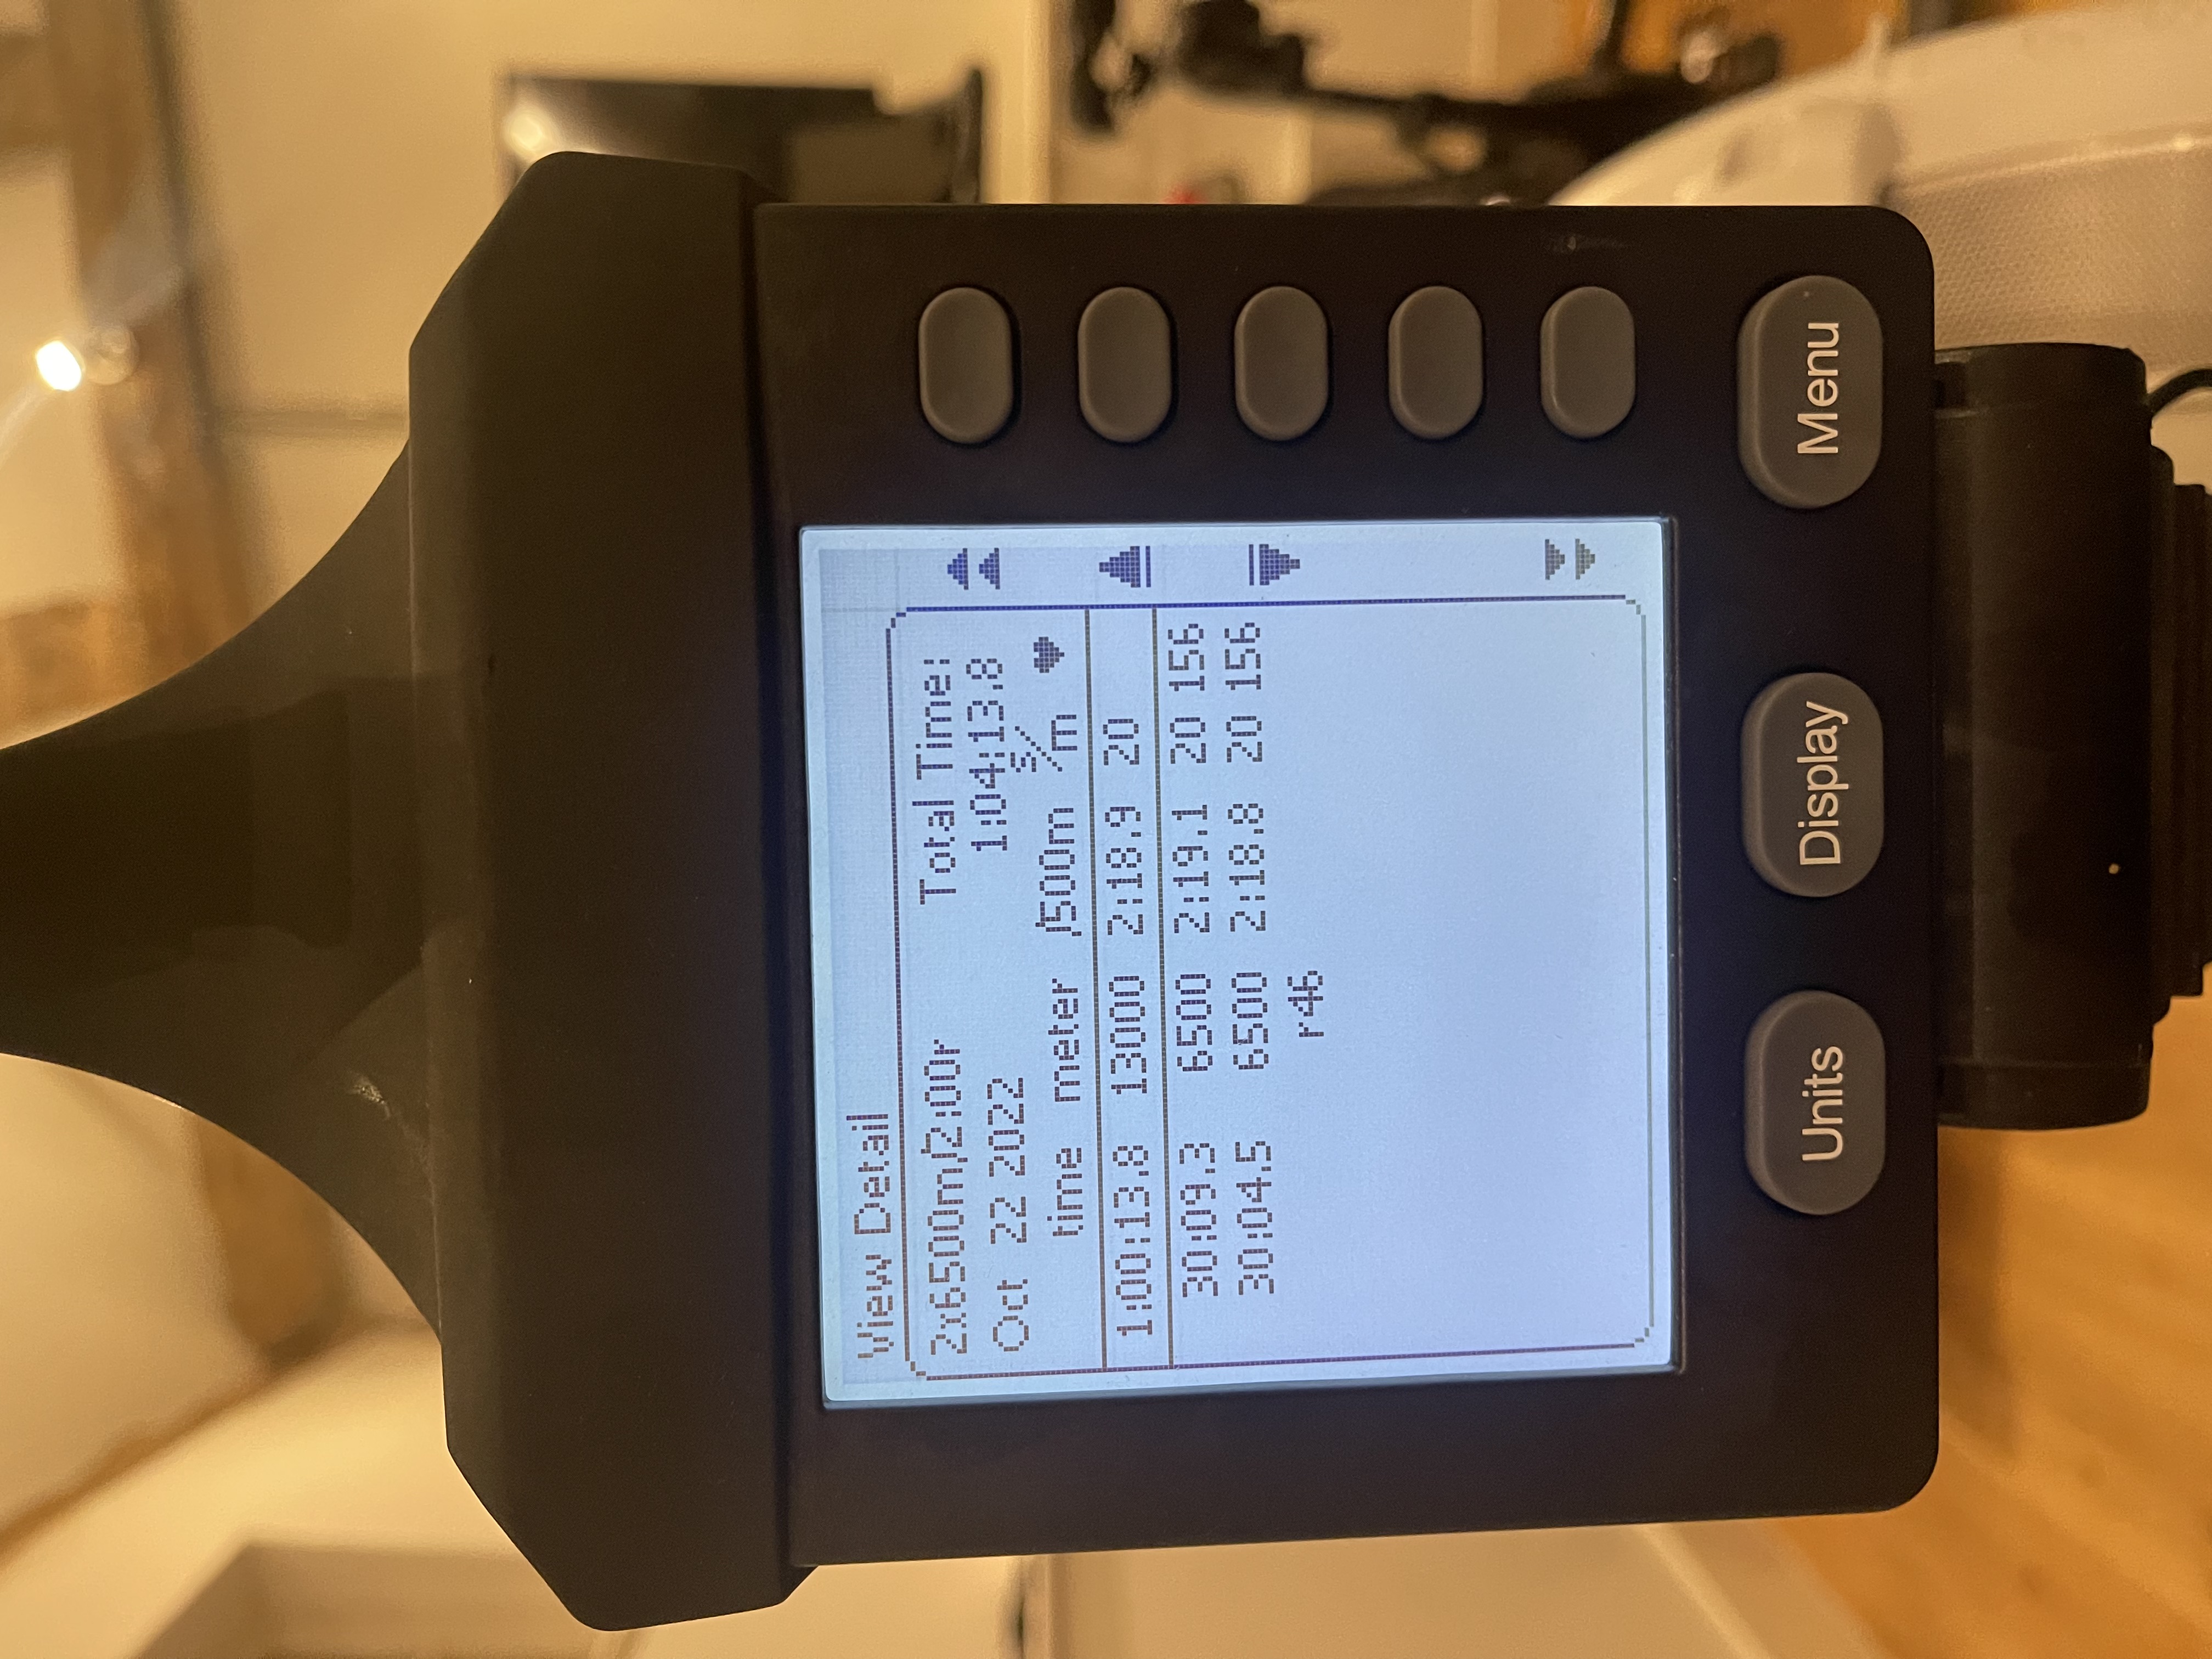 View Detail
2x6500m/2:00r Total Time:
1:04:13.8
Oct 22 2022
time meter /500m s/m ♥
1:00:13.8 13000 2:18.9 20
30:09.3 6500 2:19.1 20 156
30:04.5 6500 2:18.8 20 156
r46
Units Display Menu